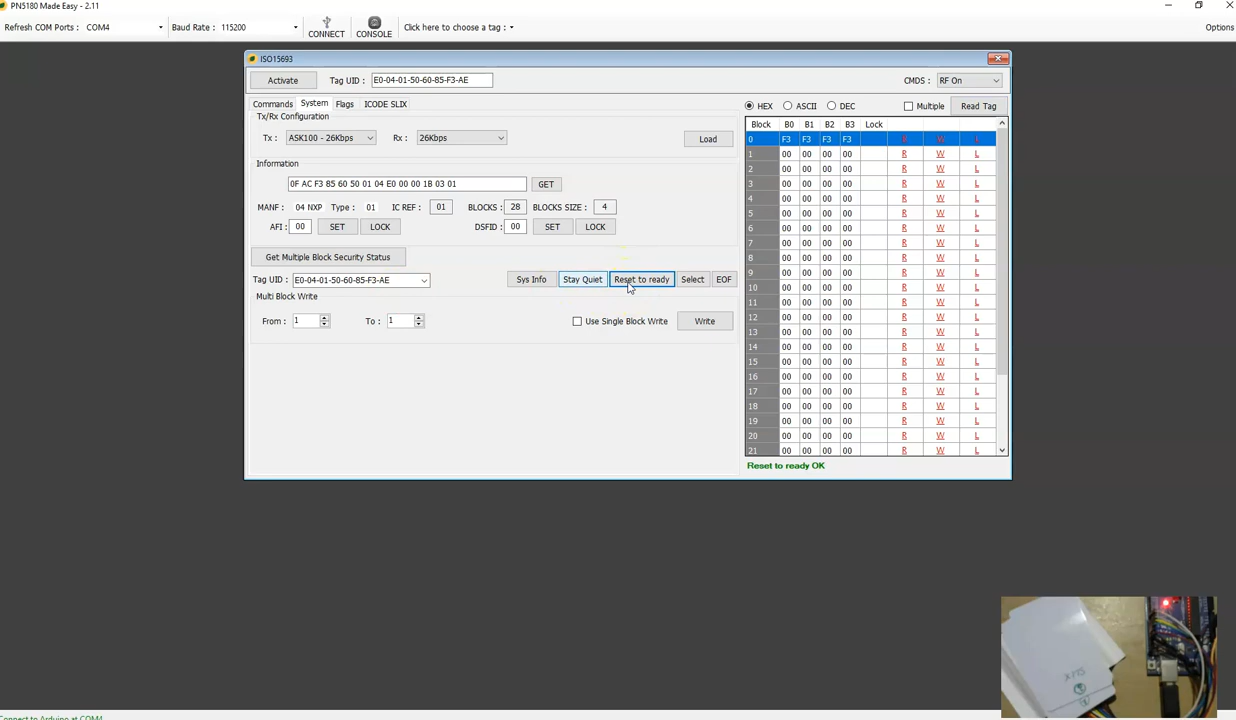 PN5180 Made Easy - 2.11
Refresh COM Ports : COM4 Baud Rate : 115200 CONNECT CONSOLE Click here to choose a tag : Options
ISO15693
Activate Tag UID : E0-04-01-50-60-85-F3-AE CMDS : RF On
Commands System Flags ICODE SLIX HEX ASCII DEC Multiple Read Tag
Tx/Rx Configuration
Tx : ASK100 - 26Kbps Rx : 26Kbps Load
Information
0F AC F3 85 60 50 01 04 E0 00 00 1B 03 01 GET
MANF : 04 NXP Type : 01 IC REF : 01 BLOCKS : 28 BLOCKS SIZE : 4
AFI : 00 SET LOCK DSFID : 00 SET LOCK
Get Multiple Block Security Status
Tag UID : E0-04-01-50-60-85-F3-AE Sys Info Stay Quiet Reset to ready Select EOF
Multi Block Write
From : 1 To : 1 Use Single Block Write Write
Block B0 B1 B2 B3 Lock
0 F3 F3 F3 F3 R W L
1 00 00 00 00 R W L
2 00 00 00 00 R W L
3 00 00 00 00 R W L
4 00 00 00 00 R W L
5 00 00 00 00 R W L
6 00 00 00 00 R W L
7 00 00 00 00 R W L
8 00 00 00 00 R W L
9 00 00 00 00 R W L
10 00 00 00 00 R W L
11 00 00 00 00 R W L
12 00 00 00 00 R W L
13 00 00 00 00 R W L
14 00 00 00 00 R W L
15 00 00 00 00 R W L
16 00 00 00 00 R W L
17 00 00 00 00 R W L
18 00 00 00 00 R W L
19 00 00 00 00 R W L
20 00 00 00 00 R W L
21 00 00 00 00 R W L
Reset to ready OK
Connect to Arduino at COM4